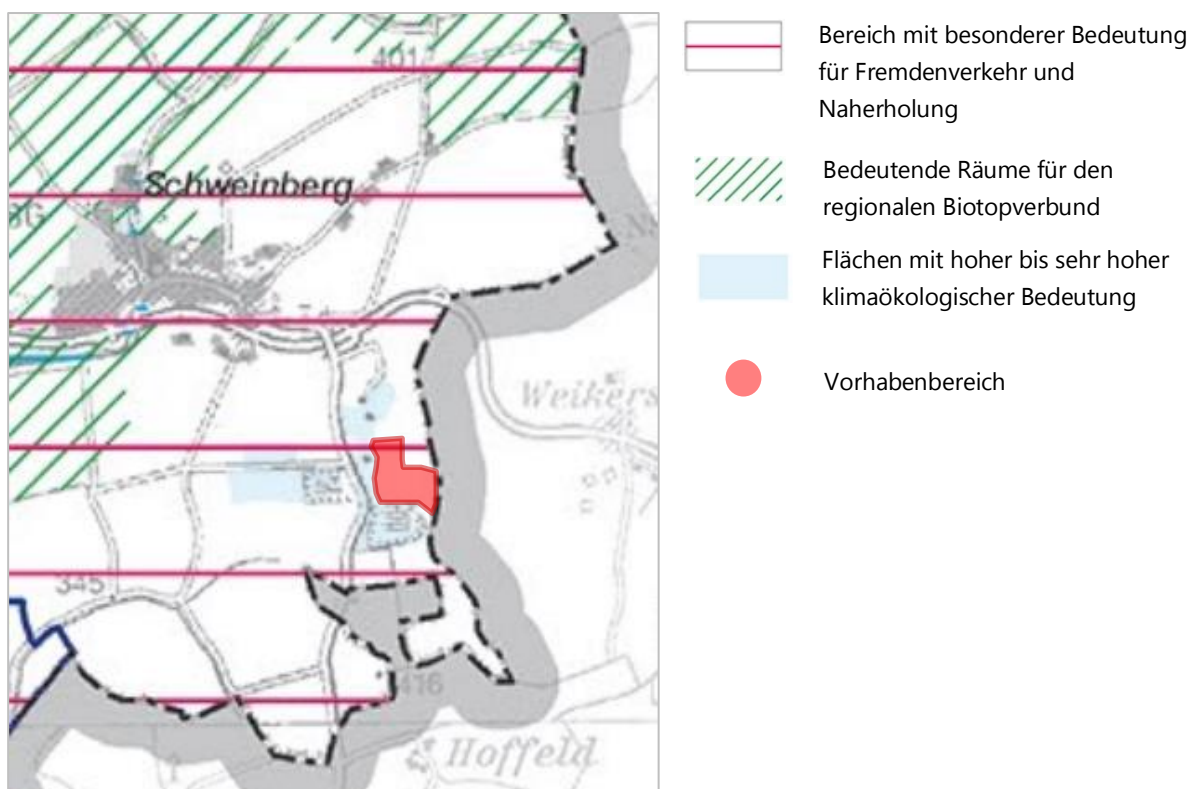 401
Schweinberg
Weikers
345
416
Hoffeld
Bereich mit besonderer Bedeutung
für Fremdenverkehr und
Naherholung
Bedeutende Räume für den
regionalen Biotopverbund
Flächen mit hoher bis sehr hoher
klimaökologischer Bedeutung
Vorhabenbereich